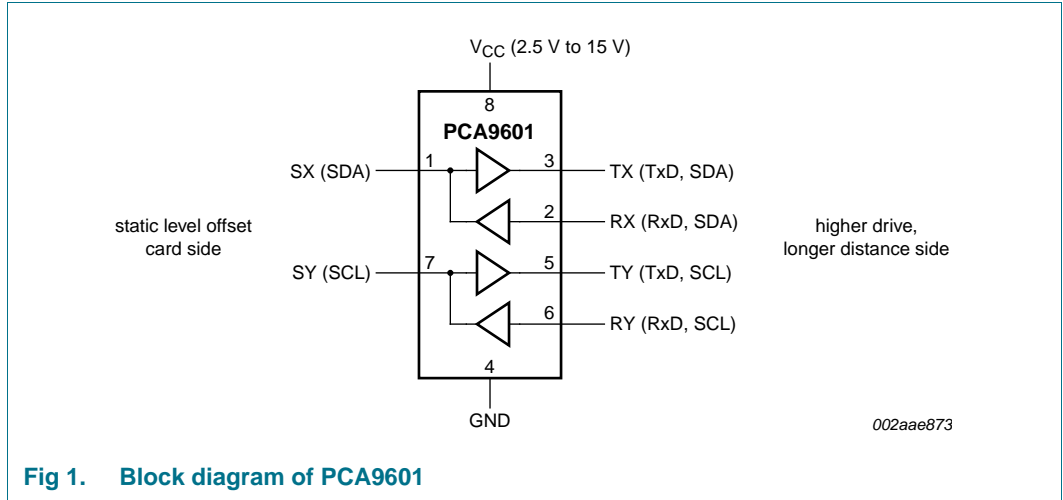 VCC (2.5 V to 15 V)
8
PCA9601
SX (SDA)
1
3
TX (TxD, SDA)
2
RX (RxD, SDA)
static level offset
card side
higher drive,
longer distance side
SY (SCL)
7
5
TY (TxD, SCL)
6
RY (RxD, SCL)
4
GND
002aae873
Fig 1. Block diagram of PCA9601